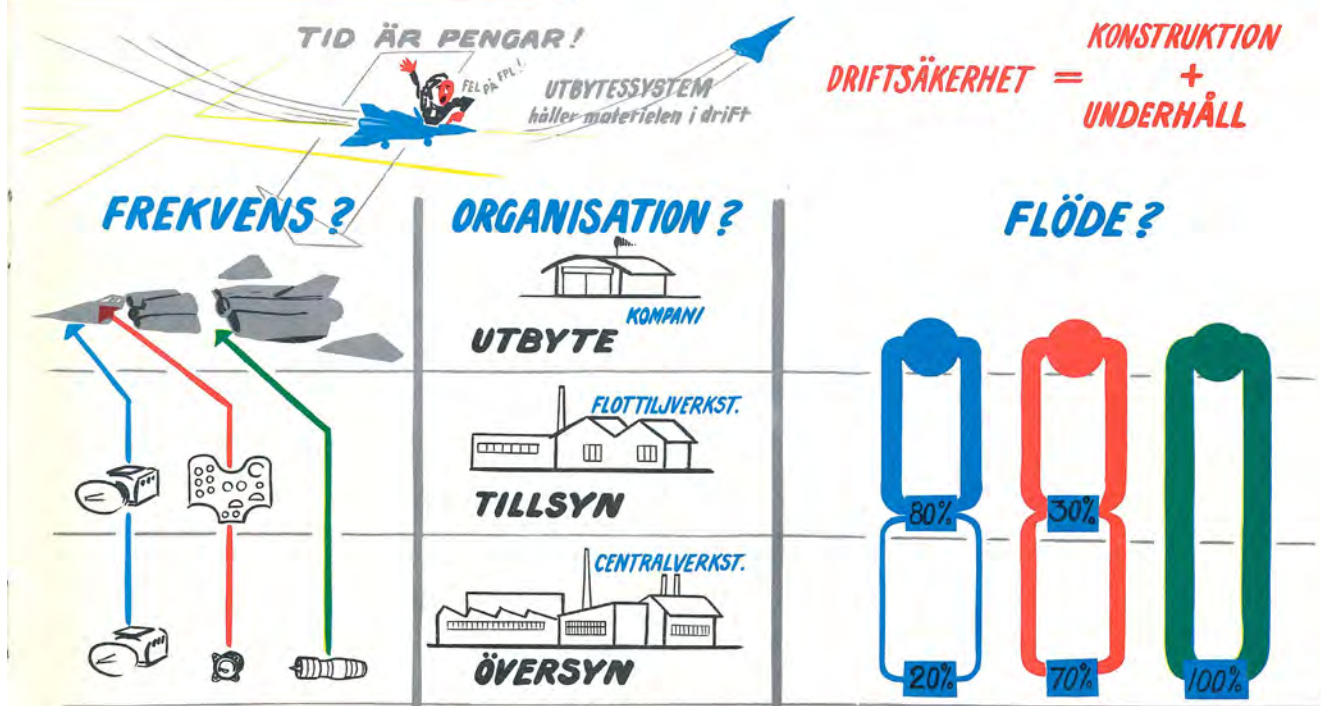 TID ÄR PENGAR!
FEL PÅ FPL!
UTBYTESSYSTEM
håller materielen i drift
KONSTRUKTION
DRIFTSÄKERHET = +
UNDERHÅLL
FREKVENS?
ORGANISATION?
FLÖDE?
KOMPANI
UTBYTE
FLOTTILJVERKST.
TILLSYN
80%
30%
CENTRALVERKST.
ÖVERSYN
20%
70%
100%